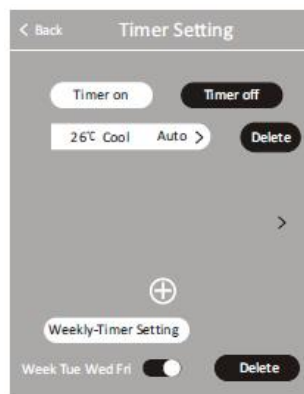 < Back Timer Setting
Timer on Timer off
26℃ Cool Auto > Delete
>
Weekly-Timer Setting
Week Tue Wed Fri Delete